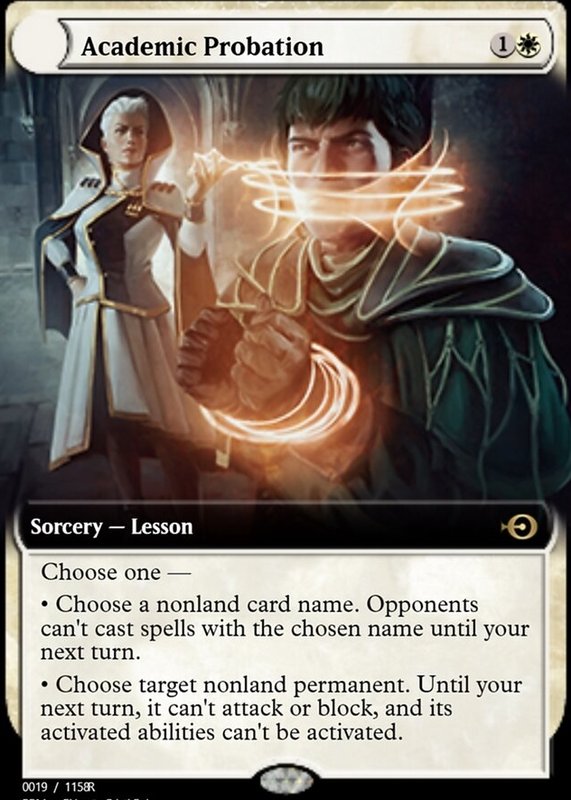 Academic Probation 1
Sorcery — Lesson
Choose one —
• Choose a nonland card name. Opponents
can't cast spells with the chosen name until your
next turn.
• Choose target nonland permanent. Until your
next turn, it can't attack or block, and its
activated abilities can't be activated.
0019 / 1158R